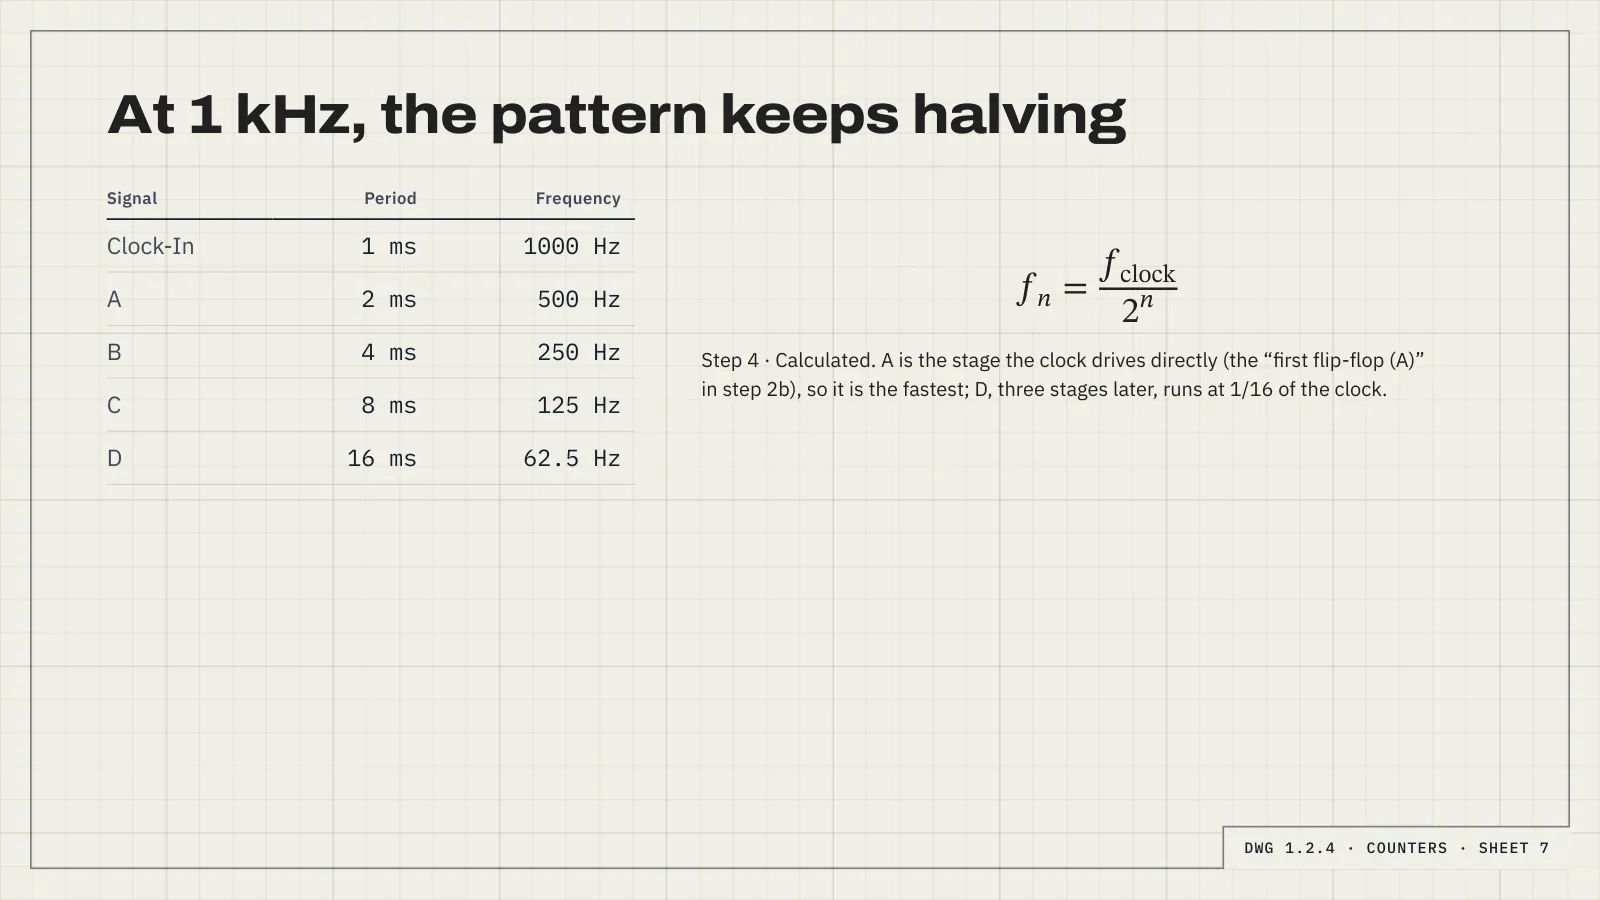 At 1 kHz, the pattern keeps halving
Signal Period Frequency
Clock-In 1 ms 1000 Hz
A 2 ms 500 Hz
B 4 ms 250 Hz
C 8 ms 125 Hz
D 16 ms 62.5 Hz
f_n = f_clock / 2^n
Step 4 · Calculated. A is the stage the clock drives directly (the “first flip-flop (A)”
in step 2b), so it is the fastest; D, three stages later, runs at 1/16 of the clock.
DWG 1.2.4 · COUNTERS · SHEET 7